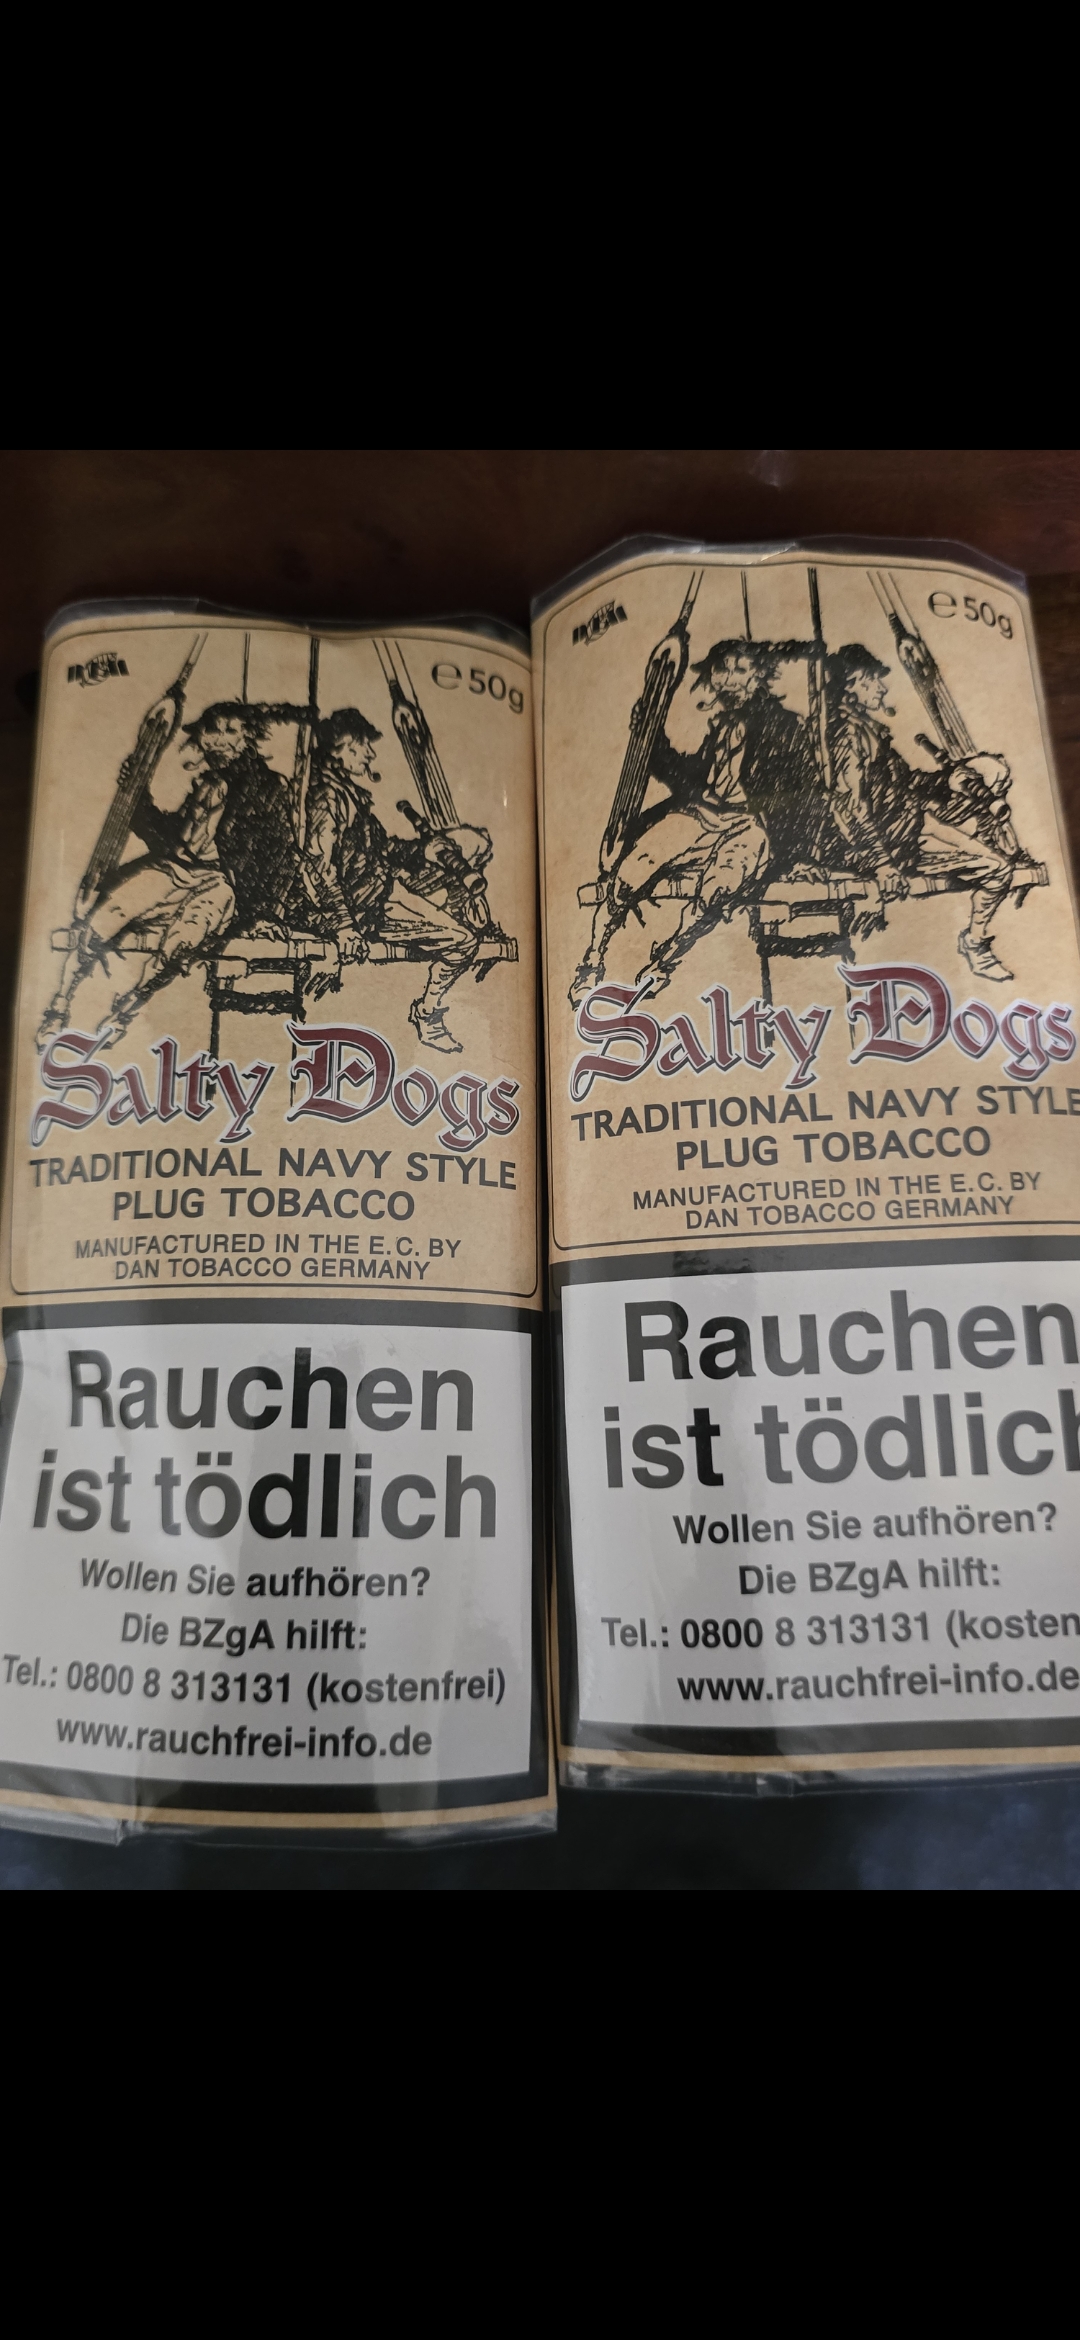 e50g
Salty Dogs
TRADITIONAL NAVY STYLE
PLUG TOBACCO
MANUFACTURED IN THE E.C. BY
DAN TOBACCO GERMANY
Rauchen
ist tödlich
Wollen Sie aufhören?
Die BZgA hilft:
Tel.: 0800 8 313131 (kostenfrei)
www.rauchfrei-info.de
e50g
Salty Dogs
TRADITIONAL NAVY STYLE
PLUG TOBACCO
MANUFACTURED IN THE E.C. BY
DAN TOBACCO GERMANY
Rauchen
ist tödlich
Wollen Sie aufhören?
Die BZgA hilft:
Tel.: 0800 8 313131 (kosten
www.rauchfrei-info.de